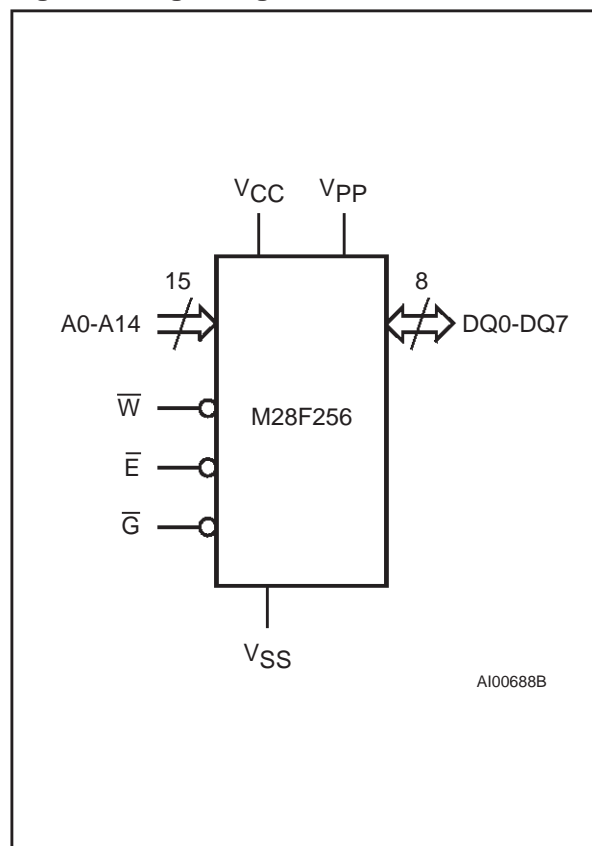 VCC VPP
15 8
A0-A14 DQ0-DQ7
W̅ M28F256
E̅
G̅
VSS
AI00688B